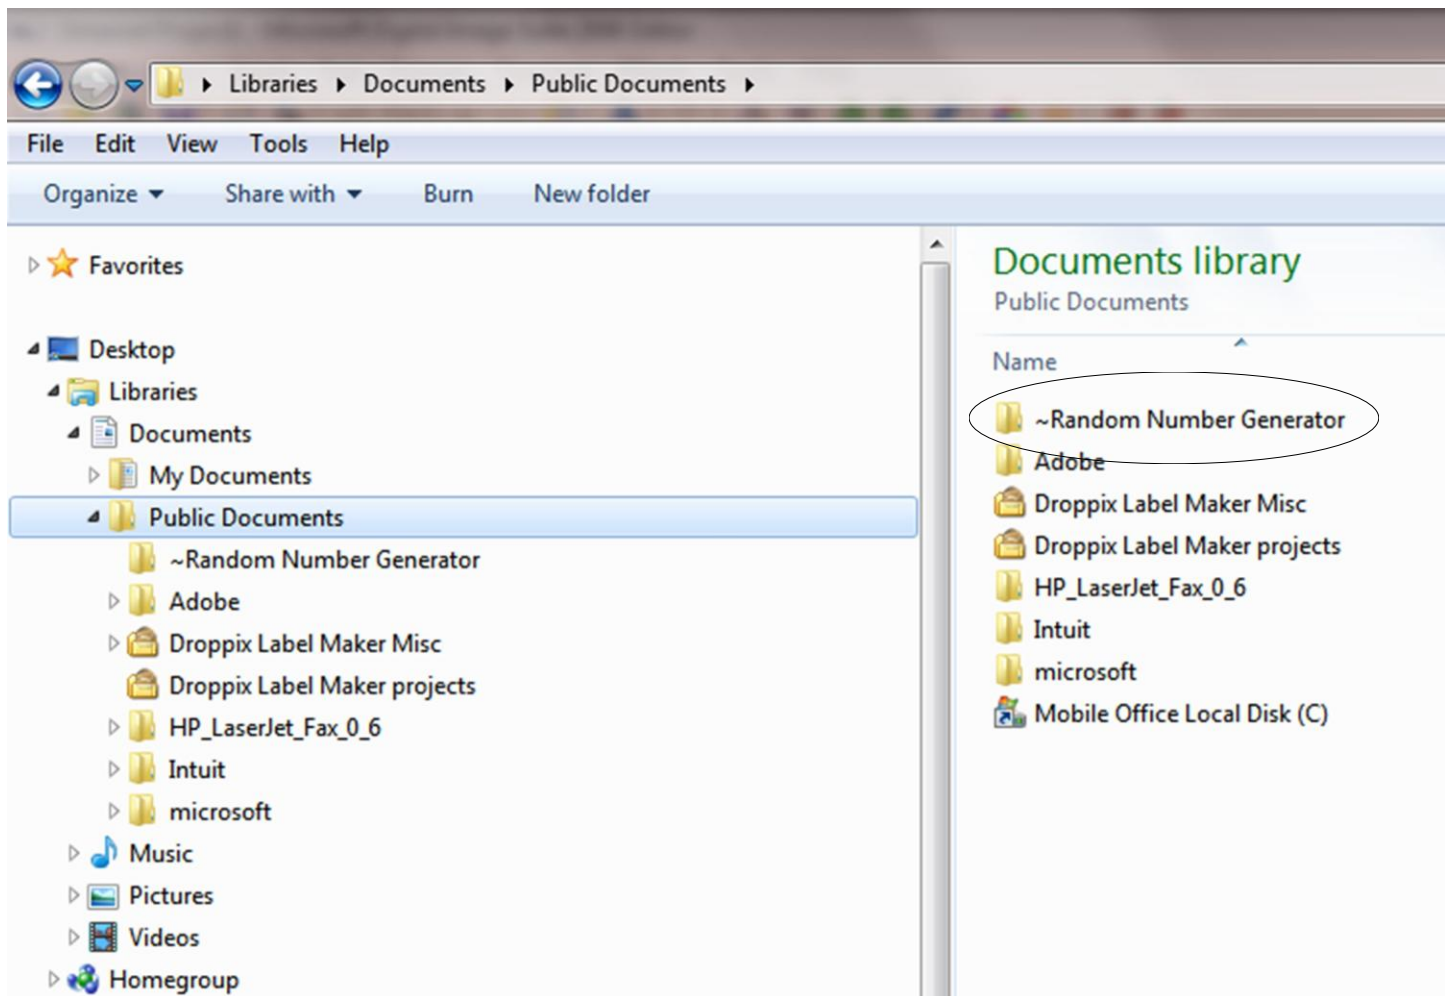 Libraries Documents Public Documents
File Edit View Tools Help
Organize Share with Burn New folder
Favorites
Desktop
Libraries
Documents
My Documents
Public Documents
~Random Number Generator
Adobe
Droppix Label Maker Misc
Droppix Label Maker projects
HP_LaserJet_Fax_0_6
Intuit
microsoft
Music
Pictures
Videos
Homegroup
Documents library
Public Documents
Name
~Random Number Generator
Adobe
Droppix Label Maker Misc
Droppix Label Maker projects
HP_LaserJet_Fax_0_6
Intuit
microsoft
Mobile Office Local Disk (C)